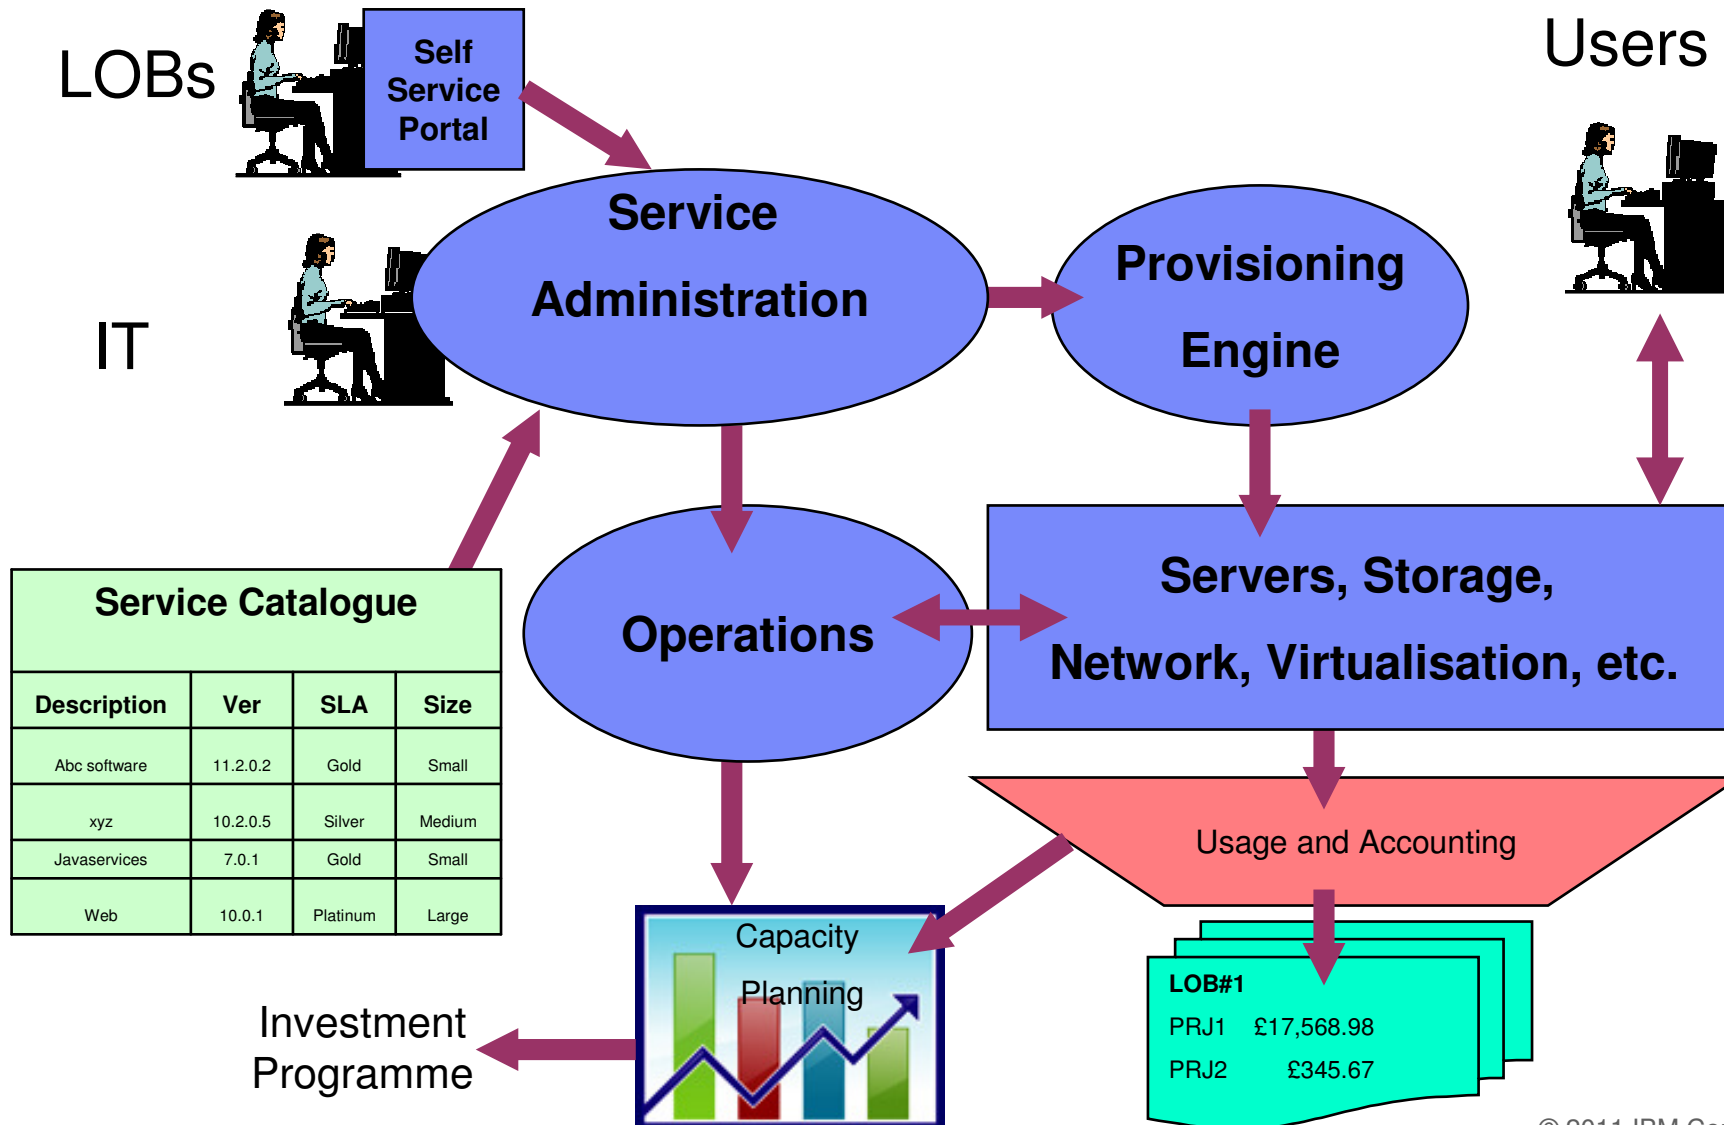 LOBs
Self
Service
Portal
Users
Service
Administration
Provisioning
Engine
IT
Service Catalogue
Description Ver SLA Size
Abc software 11.2.0.2 Gold Small
xyz 10.2.0.5 Silver Medium
Javaservices 7.0.1 Gold Small
Web 10.0.1 Platinum Large
Operations
Servers, Storage,
Network, Virtualisation, etc.
Usage and Accounting
Capacity
Planning
Investment
Programme
LOB#1
PRJ1 £17,568.98
PRJ2 £345.67
© 2011 IBM